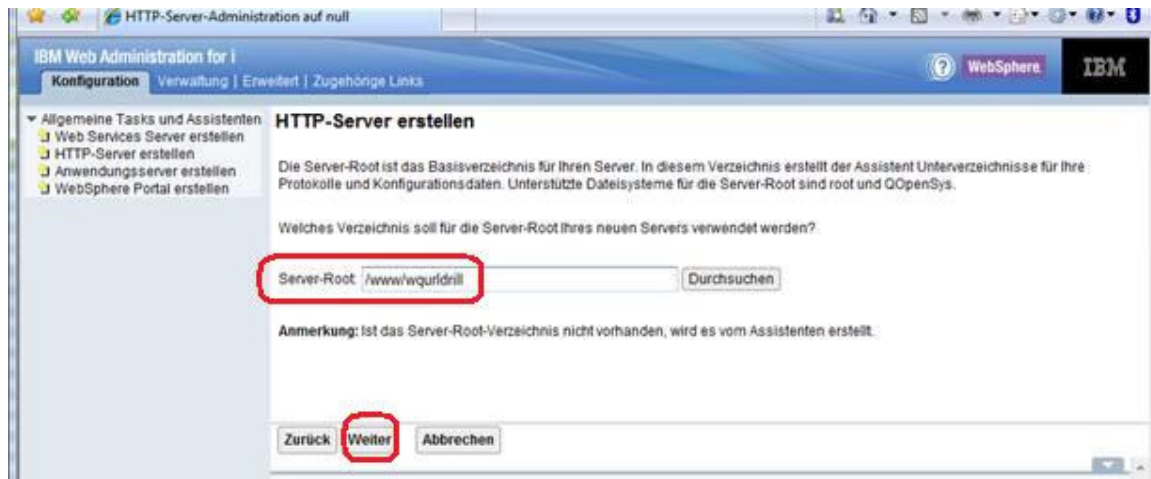 HTTP-Server-Administration auf null
IBM Web Administration for i
WebSphere.
IBM
Konfiguration Verwaltung | Erweitert | Zugehörige Links
Allgemeine Tasks und Assistenten
Web Services Server erstellen
HTTP-Server erstellen
Anwendungsserver erstellen
WebSphere Portal erstellen
HTTP-Server erstellen
Die Server-Root ist das Basisverzeichnis für Ihren Server. In diesem Verzeichnis erstellt der Assistent Unterverzeichnisse für Ihre
Protokolle und Konfigurationsdaten. Unterstützte Dateisysteme für die Server-Root sind root und QOpenSys.
Welches Verzeichnis soll für die Server-Root Ihres neuen Servers verwendet werden?
Server-Root: /www/wqurldrill Durchsuchen
Anmerkung: Ist das Server-Root-Verzeichnis nicht vorhanden, wird es vom Assistenten erstellt.
Zurück Weiter Abbrechen